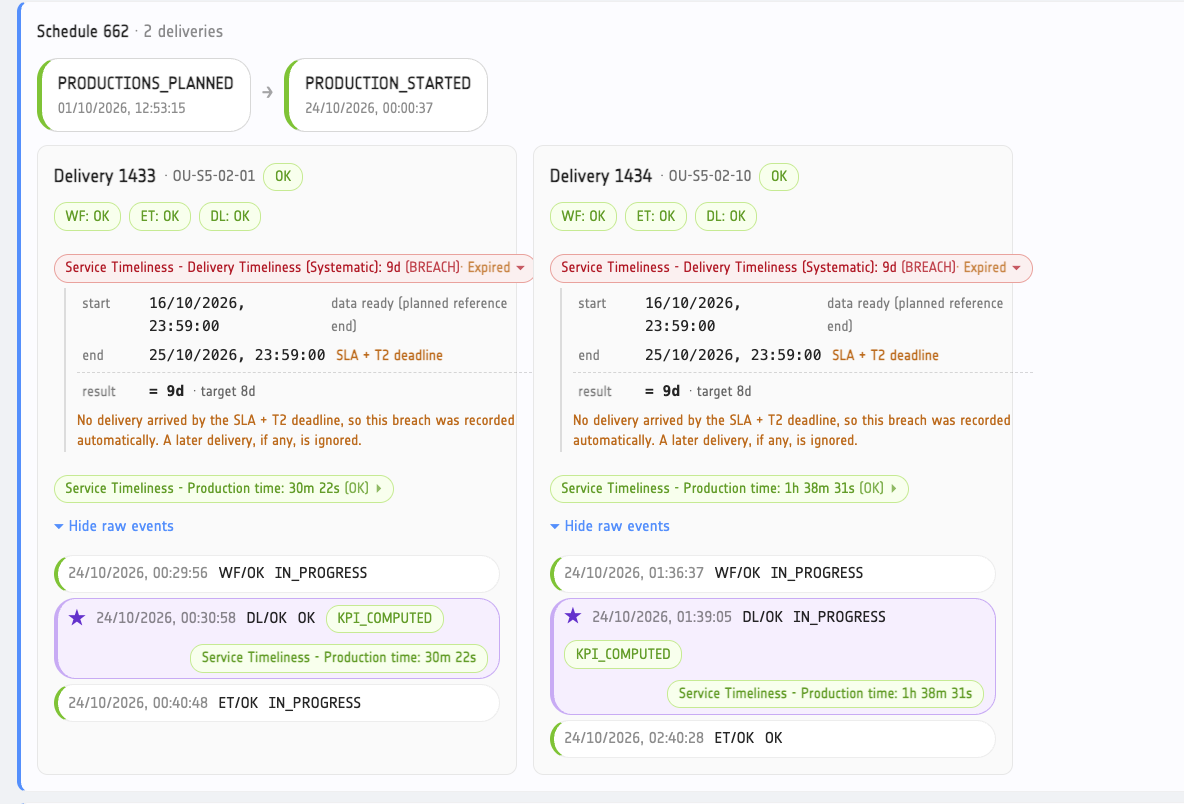 Schedule 662 · 2 deliveries
PRODUCTIONS_PLANNED
01/10/2026, 12:53:15
→
PRODUCTION_STARTED
24/10/2026, 00:00:37
Delivery 1433 · OU-S5-02-01 OK
WF: OK ET: OK DL: OK
Service Timeliness - Delivery Timeliness (Systematic): 9d (BREACH)· Expired
start 16/10/2026, 23:59:00 data ready (planned reference end)
end 25/10/2026, 23:59:00 SLA + T2 deadline
result = 9d · target 8d
No delivery arrived by the SLA + T2 deadline, so this breach was recorded
automatically. A later delivery, if any, is ignored.
Service Timeliness - Production time: 30m 22s (OK)
Hide raw events
24/10/2026, 00:29:56 WF/OK IN_PROGRESS
24/10/2026, 00:30:58 DL/OK OK KPI_COMPUTED
Service Timeliness - Production time: 30m 22s
24/10/2026, 00:40:48 ET/OK IN_PROGRESS
Delivery 1434 · OU-S5-02-10 OK
WF: OK ET: OK DL: OK
Service Timeliness - Delivery Timeliness (Systematic): 9d (BREACH)· Expired
start 16/10/2026, 23:59:00 data ready (planned reference end)
end 25/10/2026, 23:59:00 SLA + T2 deadline
result = 9d · target 8d
No delivery arrived by the SLA + T2 deadline, so this breach was recorded
automatically. A later delivery, if any, is ignored.
Service Timeliness - Production time: 1h 38m 31s (OK)
Hide raw events
24/10/2026, 01:36:37 WF/OK IN_PROGRESS
24/10/2026, 01:39:05 DL/OK IN_PROGRESS
KPI_COMPUTED
Service Timeliness - Production time: 1h 38m 31s
24/10/2026, 02:40:28 ET/OK OK